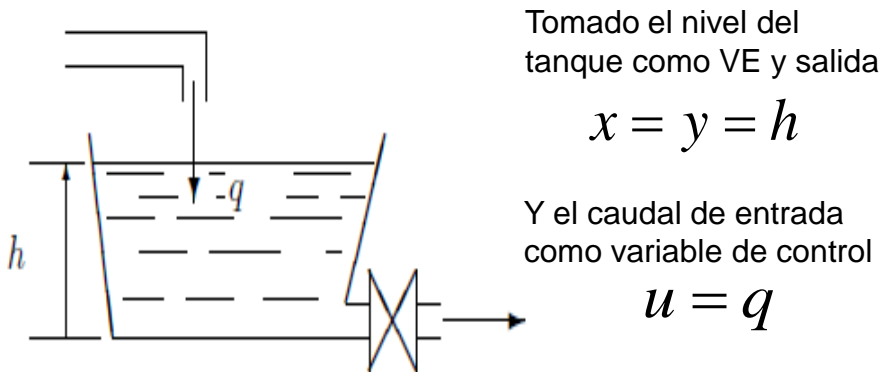 Tomado el nivel del
tanque como VE y salida
x = y = h
q
h
Y el caudal de entrada
como variable de control
u = q